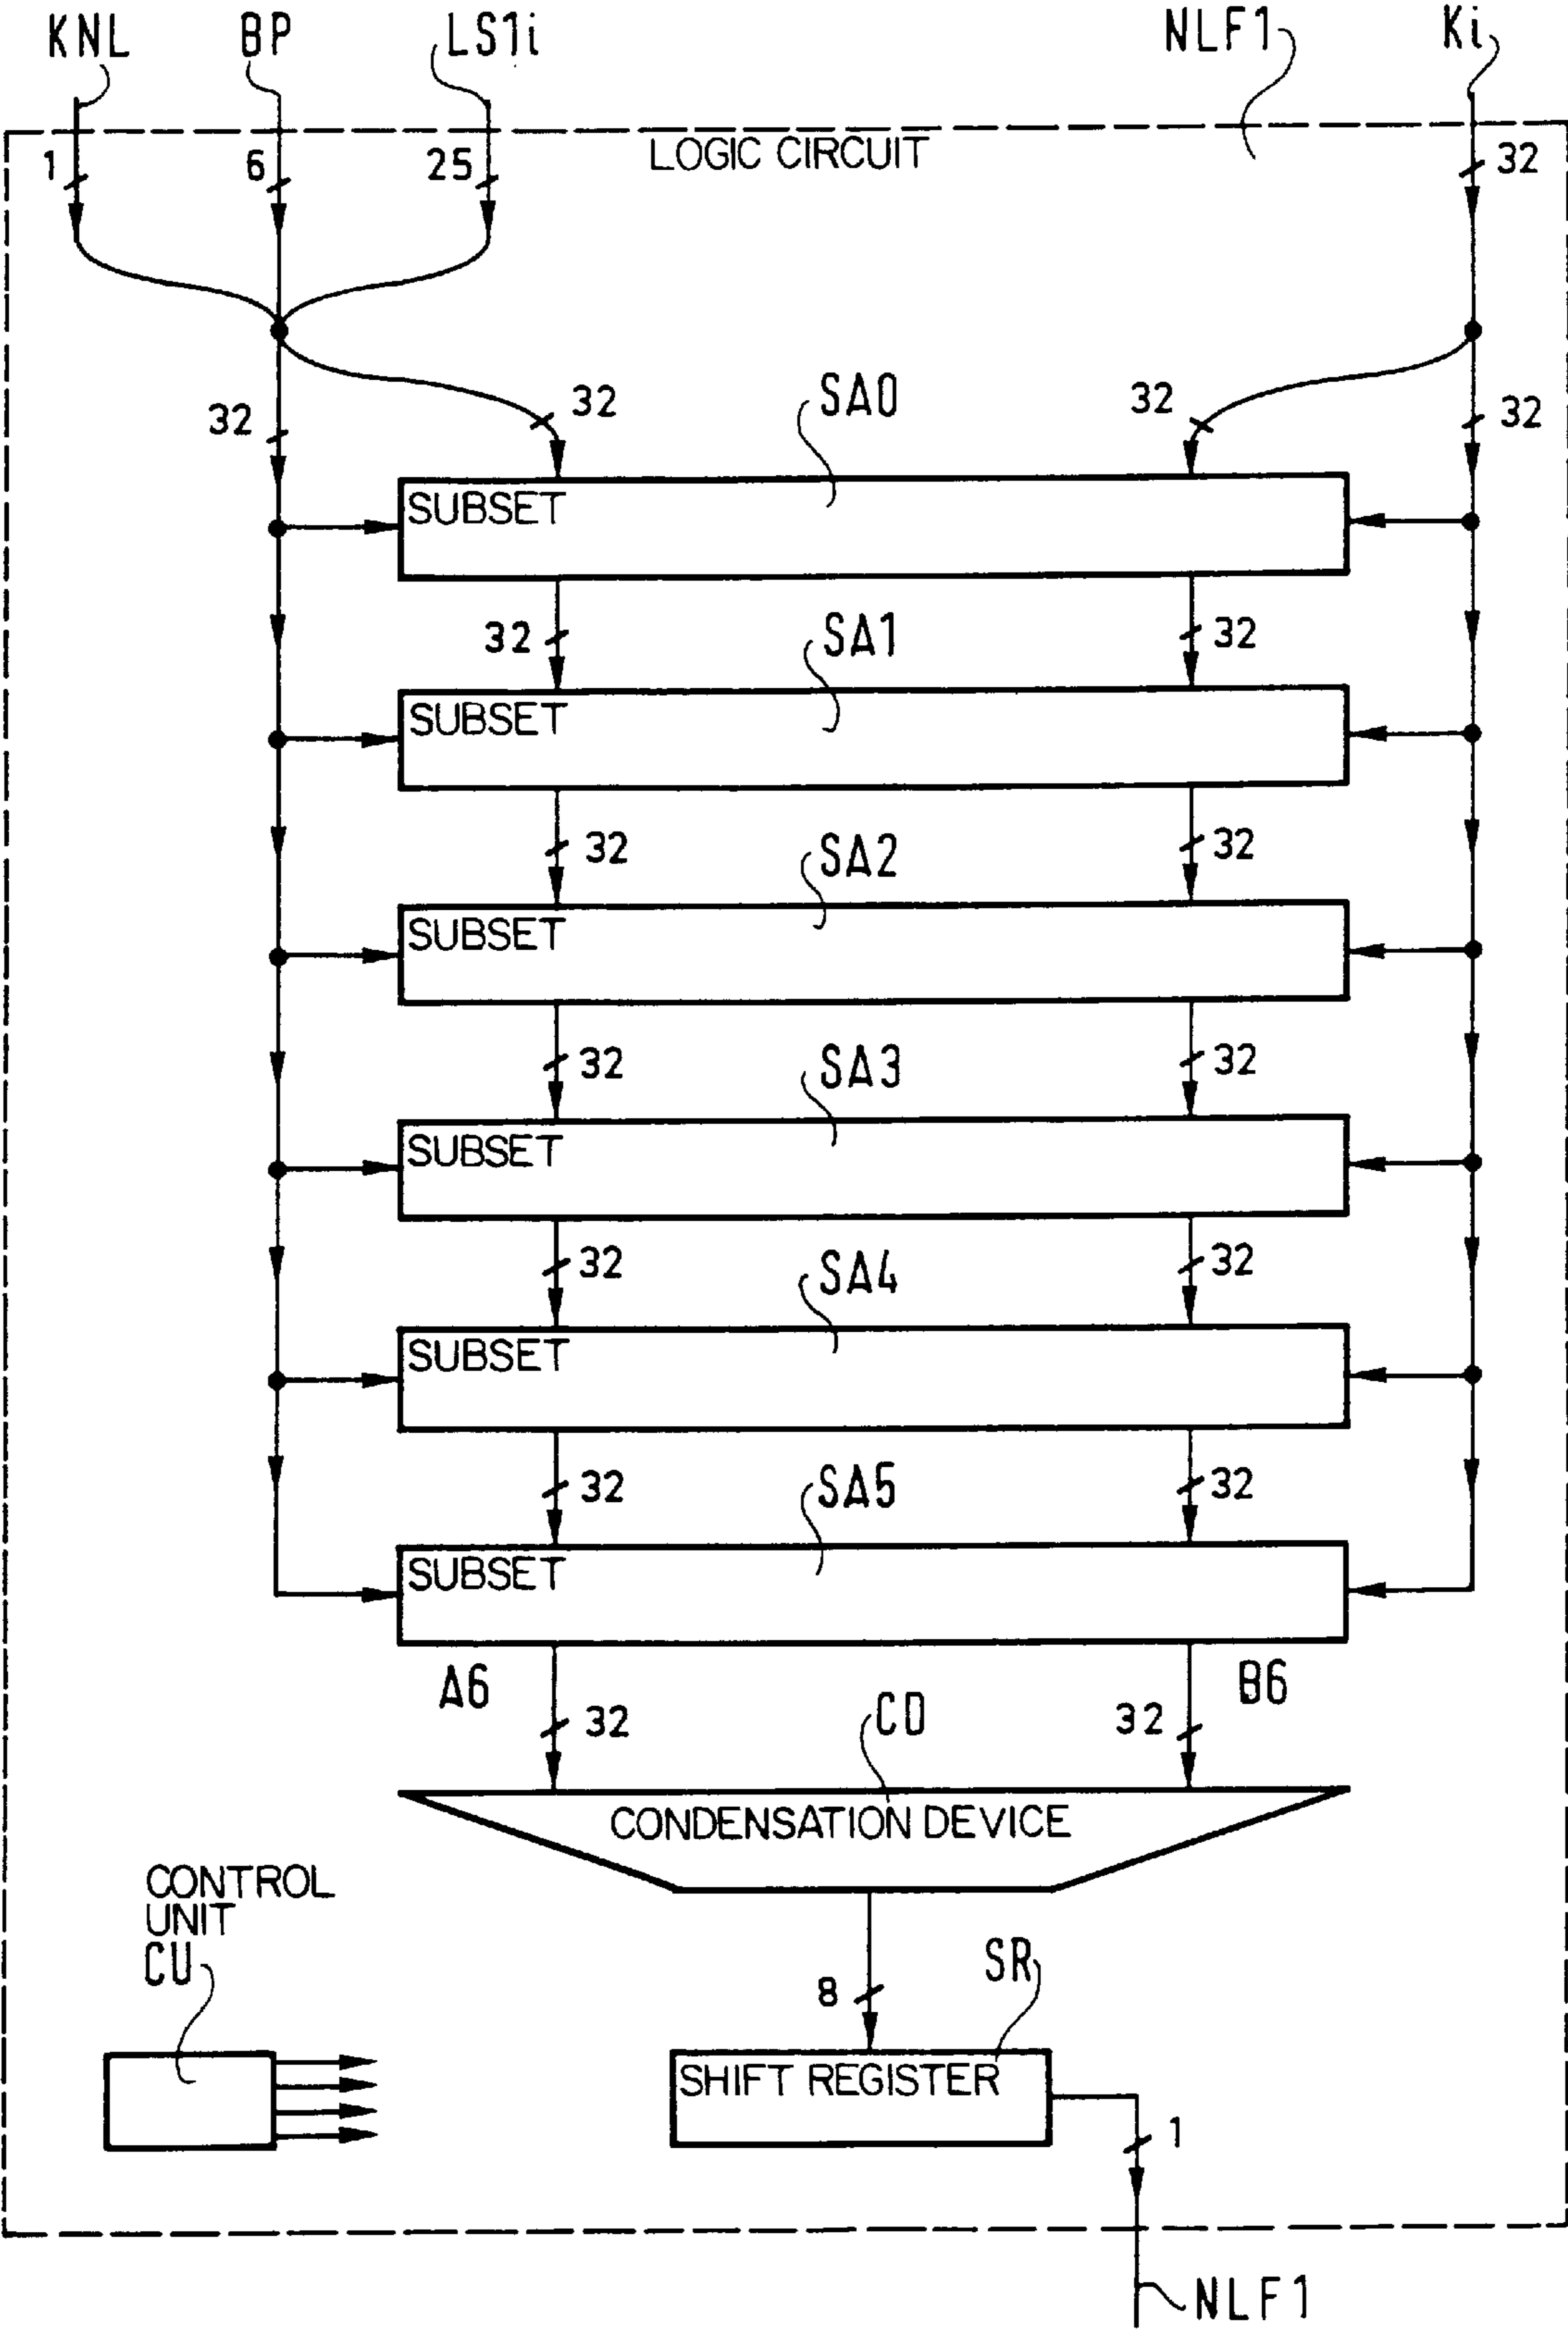 KNL BP LS1i NLF1 Ki
LOGIC CIRCUIT
1 6 25 32
32 32 32 32
SA0
SUBSET
32 32
SA1
SUBSET
32 32
SA2
SUBSET
32 32
SA3
SUBSET
32 32
SA4
SUBSET
32 32
SA5
SUBSET
A6 B6
32 32
CD
CONDENSATION DEVICE
CONTROL
UNIT
CU
8
SR
SHIFT REGISTER
1
NLF1